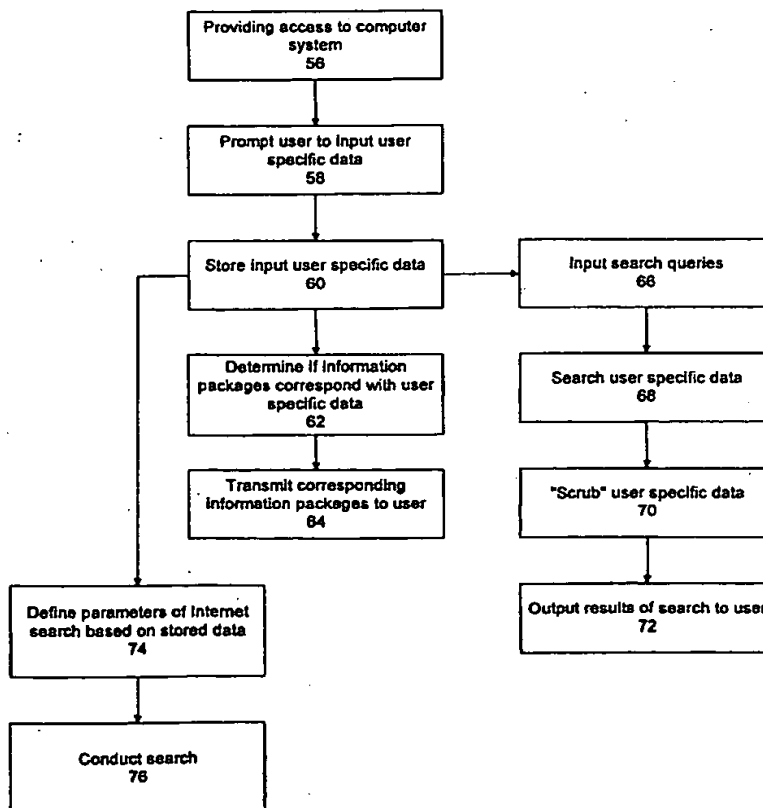 Providing access to computer
system
56
Prompt user to input user
specific data
58
Store input user specific data
60
Input search queries
66
Determine if information
packages correspond with user
specific data
62
Search user specific data
68
Transmit corresponding
information packages to user
64
"Scrub" user specific data
70
Define parameters of Internet
search based on stored data
74
Output results of search to user
72
Conduct search
76